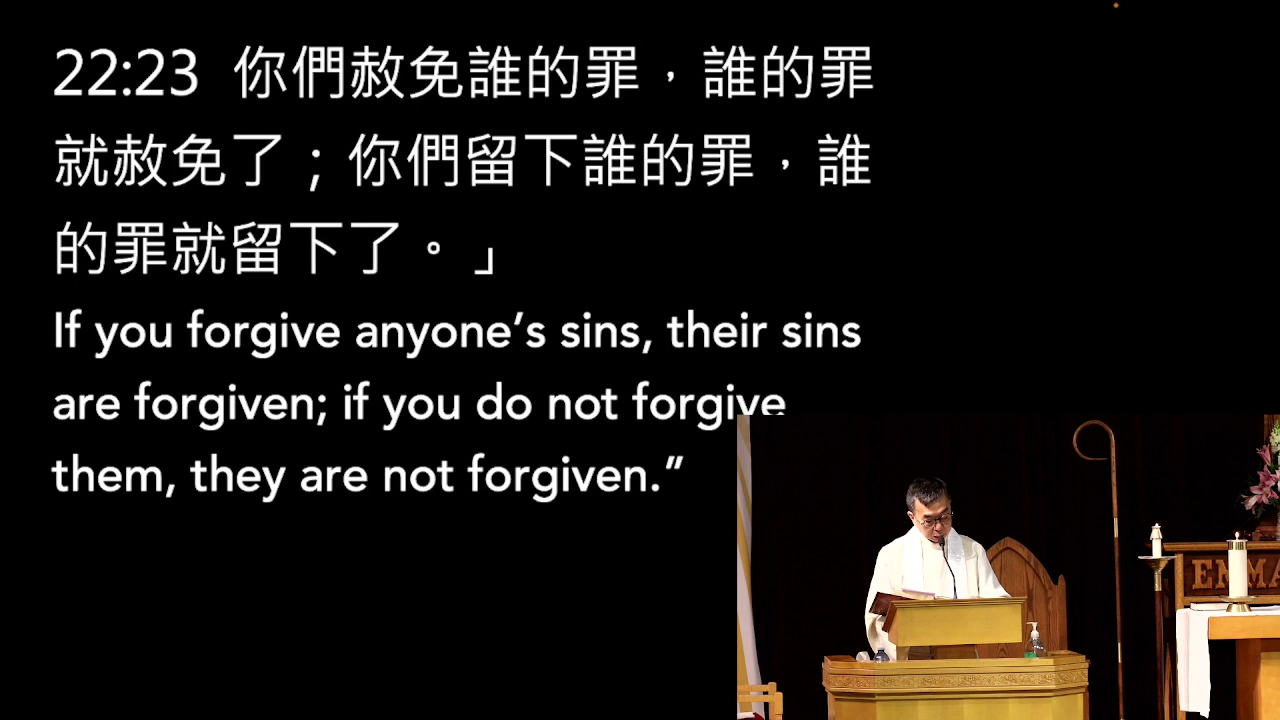 22:23 你們赦免誰的罪，誰的罪
就赦免了；你們留下誰的罪，誰
的罪就留下了。」
If you forgive anyone’s sins, their sins
are forgiven; if you do not forgive
them, they are not forgiven.”